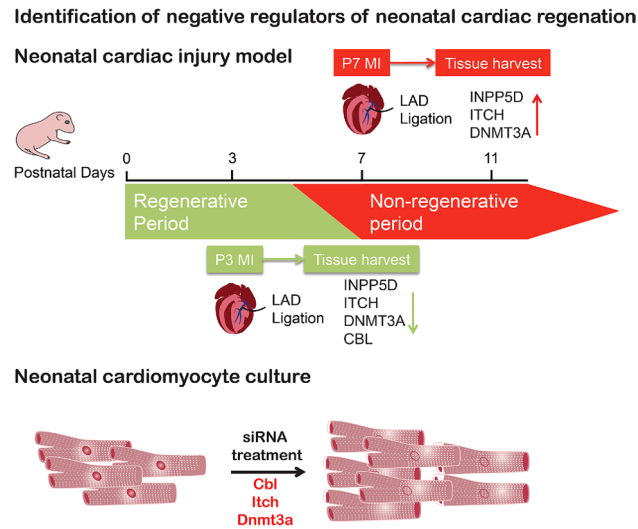 Identification of negative regulators of neonatal cardiac regenation
Neonatal cardiac injury model
P7 MI
Tissue harvest
LAD
Ligation
INPP5D
ITCH
DNMT3A
Postnatal Days
0
3
7
11
Regenerative
Period
Non-regenerative
period
P3 MI
Tissue harvest
LAD
Ligation
INPP5D
ITCH
DNMT3A
CBL
Neonatal cardiomyocyte culture
siRNA
treatment
Cbl
Itch
Dnmt3a